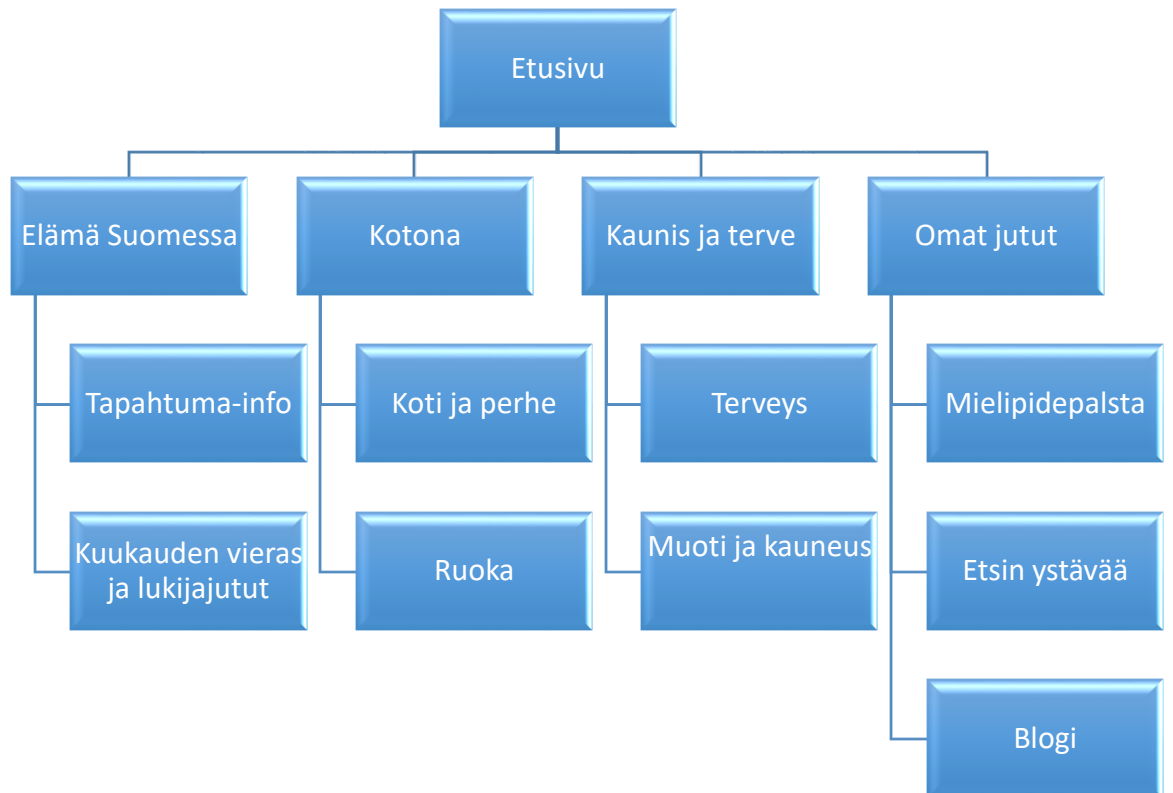 Etusivu
Elämä Suomessa
Kotona
Kaunis ja terve
Omat jutut
Tapahtuma-info
Koti ja perhe
Terveys
Mielipidepalsta
Kuukauden vieras
ja lukijajutut
Ruoka
Muoti ja kauneus
Etsin ystävää
Blogi